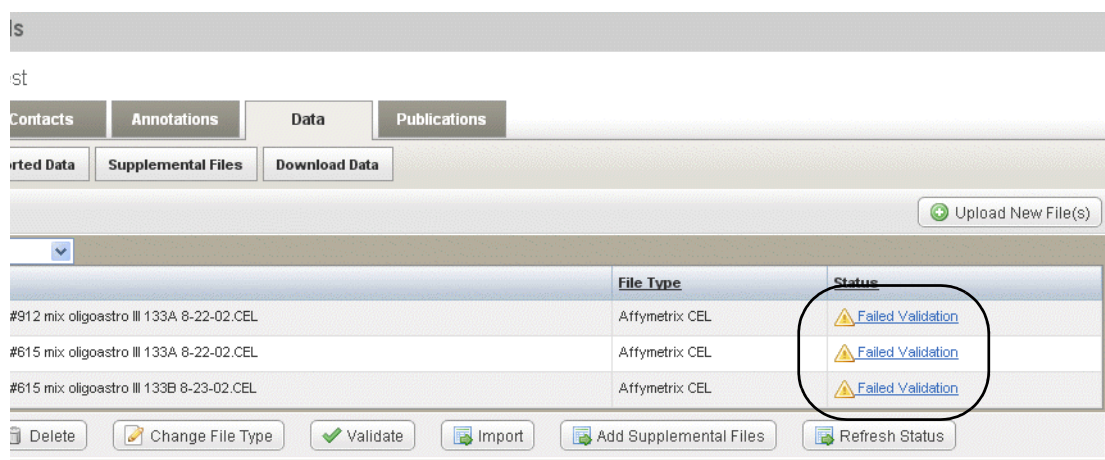 ls
st
Contacts Annotations Data Publications
rted Data Supplemental Files Download Data
Upload New File(s)
File Type Status
#912 mix oligoastro III 133A 8-22-02.CEL Affymetrix CEL Failed Validation
#615 mix oligoastro III 133A 8-22-02.CEL Affymetrix CEL Failed Validation
#615 mix oligoastro III 133B 8-23-02.CEL Affymetrix CEL Failed Validation
Delete Change File Type Validate Import Add Supplemental Files Refresh Status